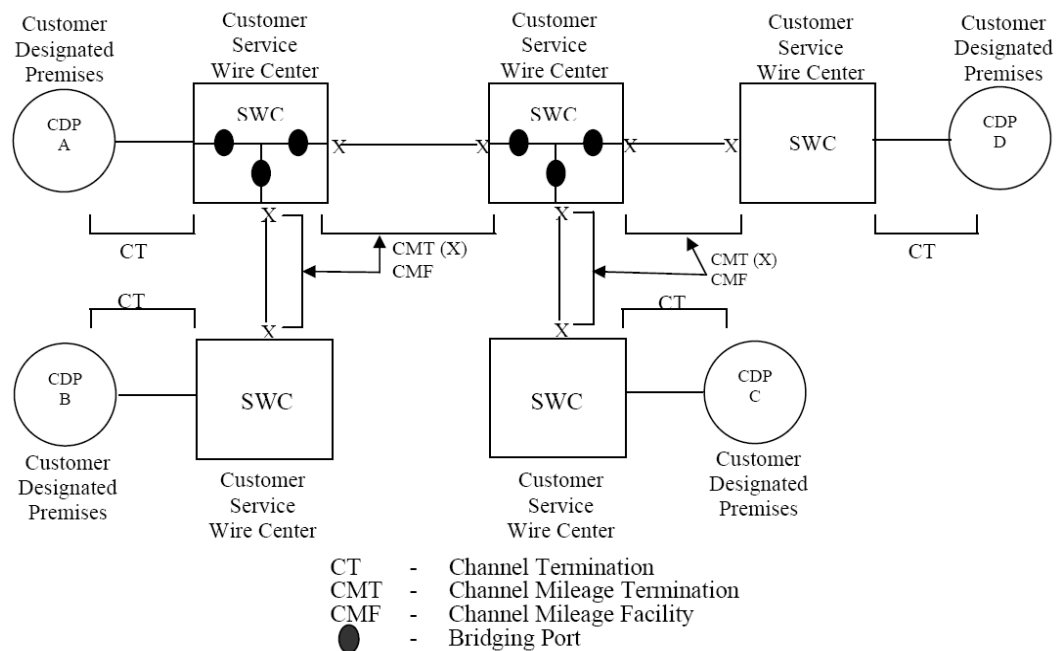 Customer
Designated
Premises
Customer
Service
Wire Center
Customer
Service
Wire Center
Customer
Service
Wire Center
Customer
Designated
Premises
CDP
A
SWC
X
SWC
X
X
SWC
CDP
D
X
X
CT
CMT (X)
CMF
CMT (X)
CMF
CT
CT
CT
X
X
CDP
B
SWC
SWC
CDP
C
Customer
Designated
Premises
Customer
Service
Wire Center
Customer
Service
Wire Center
Customer
Designated
Premises
CT - Channel Termination
CMT - Channel Mileage Termination
CMF - Channel Mileage Facility
- Bridging Port